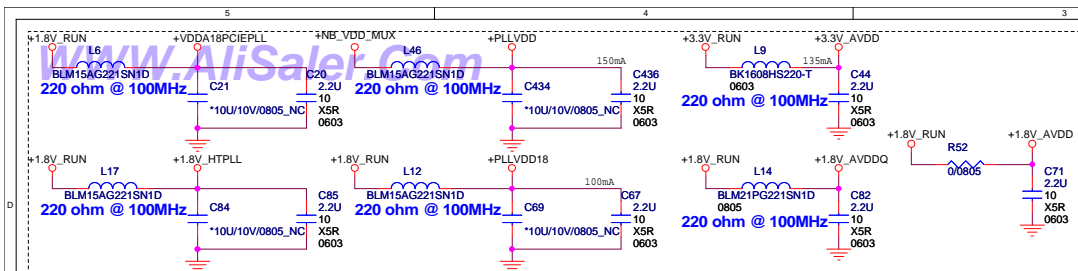 5 4 3
D
WWW.AliSaler.Com
+1.8V_RUN +VDDA18PCIEPLL
L6
BLM15AG221SN1D
220 ohm @ 100MHz
C21
*10U/10V/0805_NC
C20
2.2U
10
X5R
0603
+NB_VDD_MUX +PLLVDD
L46
BLM15AG221SN1D
220 ohm @ 100MHz
150mA
C434
*10U/10V/0805_NC
C436
2.2U
10
X5R
0603
+3.3V_RUN +3.3V_AVDD
L9
135mA
BK1608HS220-T
0603
220 ohm @ 100MHz
C44
2.2U
10
X5R
0603
+1.8V_RUN +1.8V_HTPLL
L17
BLM15AG221SN1D
220 ohm @ 100MHz
C84
*10U/10V/0805_NC
C85
2.2U
10
X5R
0603
+1.8V_RUN +PLLVDD18
L12
BLM15AG221SN1D
220 ohm @ 100MHz
100mA
C69
*10U/10V/0805_NC
C67
2.2U
10
X5R
0603
+1.8V_RUN +1.8V_AVDDQ
L14
BLM21PG221SN1D
0805
220 ohm @ 100MHz
C82
2.2U
10
X5R
0603
+1.8V_RUN +1.8V_AVDD
R52
0/0805
C71
2.2U
10
X5R
0603